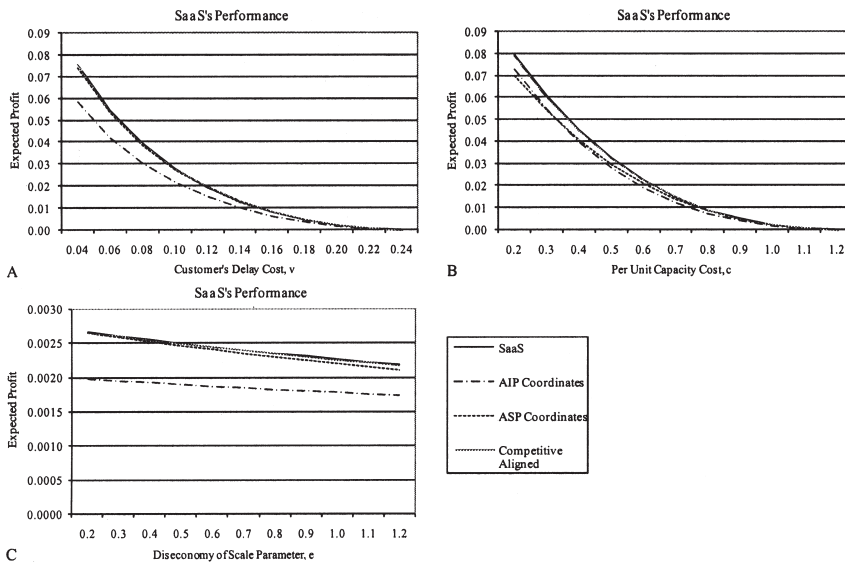 SaaS's Performance
Expected Profit
0.09
0.08
0.07
0.06
0.05
0.04
0.03
0.02
0.01
0.00
0.04 0.06 0.08 0.10 0.12 0.14 0.16 0.18 0.20 0.22 0.24
Customer's Delay Cost, v
A
SaaS's Performance
Expected Profit
0.09
0.08
0.07
0.06
0.05
0.04
0.03
0.02
0.01
0.00
0.2 0.3 0.4 0.5 0.6 0.7 0.8 0.9 1.0 1.1 1.2
Per Unit Capacity Cost, c
B
SaaS's Performance
Expected Profit
0.0030
0.0025
0.0020
0.0015
0.0010
0.0005
0.0000
0.2 0.3 0.4 0.5 0.6 0.7 0.8 0.9 1.0 1.1 1.2
Diseconomy of Scale Parameter, e
C
SaaS
AIP Coordinates
ASP Coordinates
Competitive
Aligned